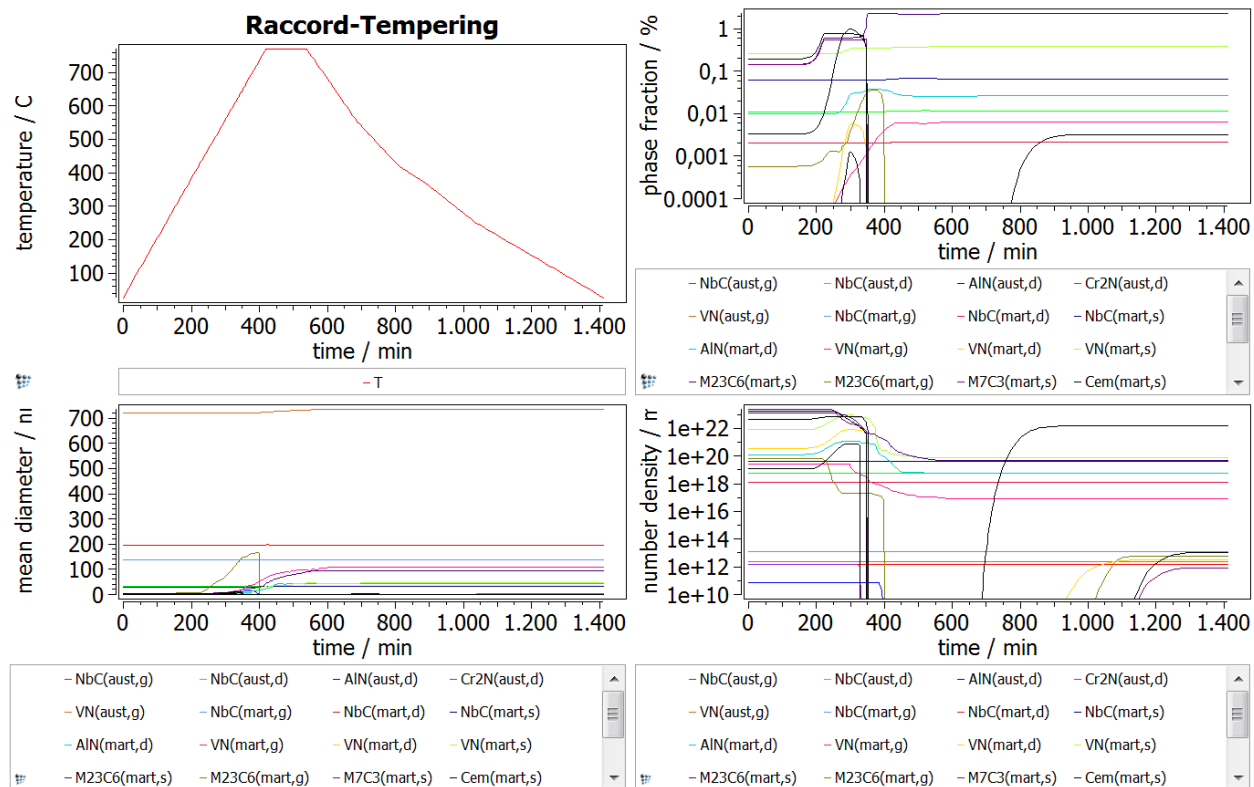 Raccord-Tempering
temperature / C
700
600
500
400
300
200
100
0 200 400 600 800 1.000 1.200 1.400
time / min
T
phase fraction / %
1
0,1
0,01
0,001
0.0001
0 200 400 600 800 1.000 1.200 1.400
time / min
NbC(aust,g) NbC(aust,d) AlN(aust,d) Cr2N(aust,d)
VN(aust,g) NbC(mart,g) NbC(mart,d) NbC(mart,s)
AlN(mart,d) VN(mart,g) VN(mart,d) VN(mart,s)
M23C6(mart,s) M23C6(mart,g) M7C3(mart,s) Cem(mart,s)
mean diameter /
700
600
500
400
300
200
100
0
0 200 400 600 800 1.000 1.200 1.400
time / min
NbC(aust,g) NbC(aust,d) AlN(aust,d) Cr2N(aust,d)
VN(aust,g) NbC(mart,g) NbC(mart,d) NbC(mart,s)
AlN(mart,d) VN(mart,g) VN(mart,d) VN(mart,s)
M23C6(mart,s) M23C6(mart,g) M7C3(mart,s) Cem(mart,s)
number density /
1e+22
1e+20
1e+18
1e+16
1e+14
1e+12
1e+10
0 200 400 600 800 1.000 1.200 1.400
time / min
NbC(aust,g) NbC(aust,d) AlN(aust,d) Cr2N(aust,d)
VN(aust,g) NbC(mart,g) NbC(mart,d) NbC(mart,s)
AlN(mart,d) VN(mart,g) VN(mart,d) VN(mart,s)
M23C6(mart,s) M23C6(mart,g) M7C3(mart,s) Cem(mart,s)